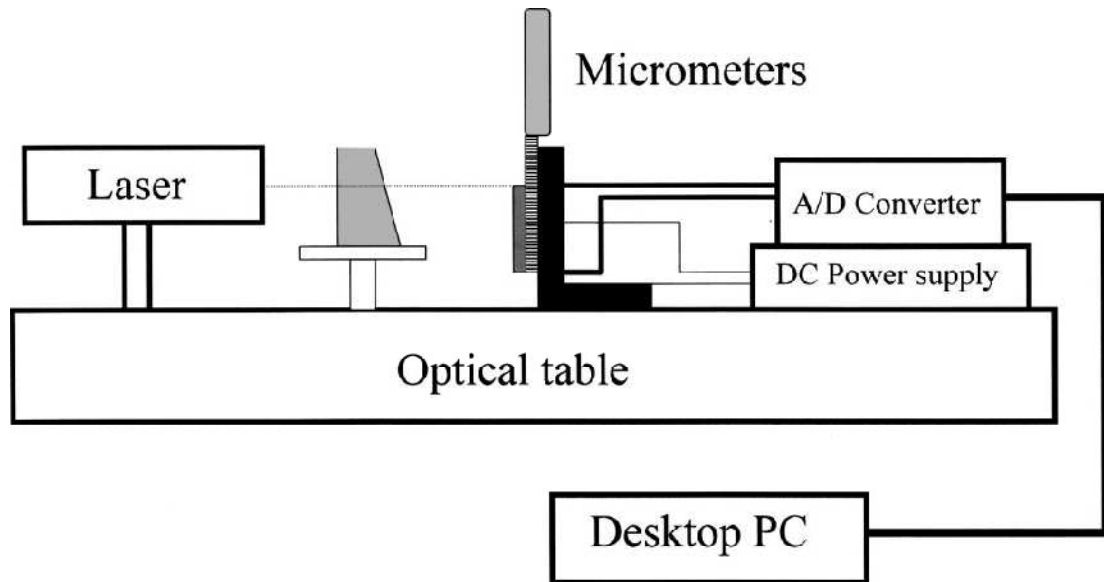 Micrometers
Laser
A/D Converter
DC Power supply
Optical table
Desktop PC